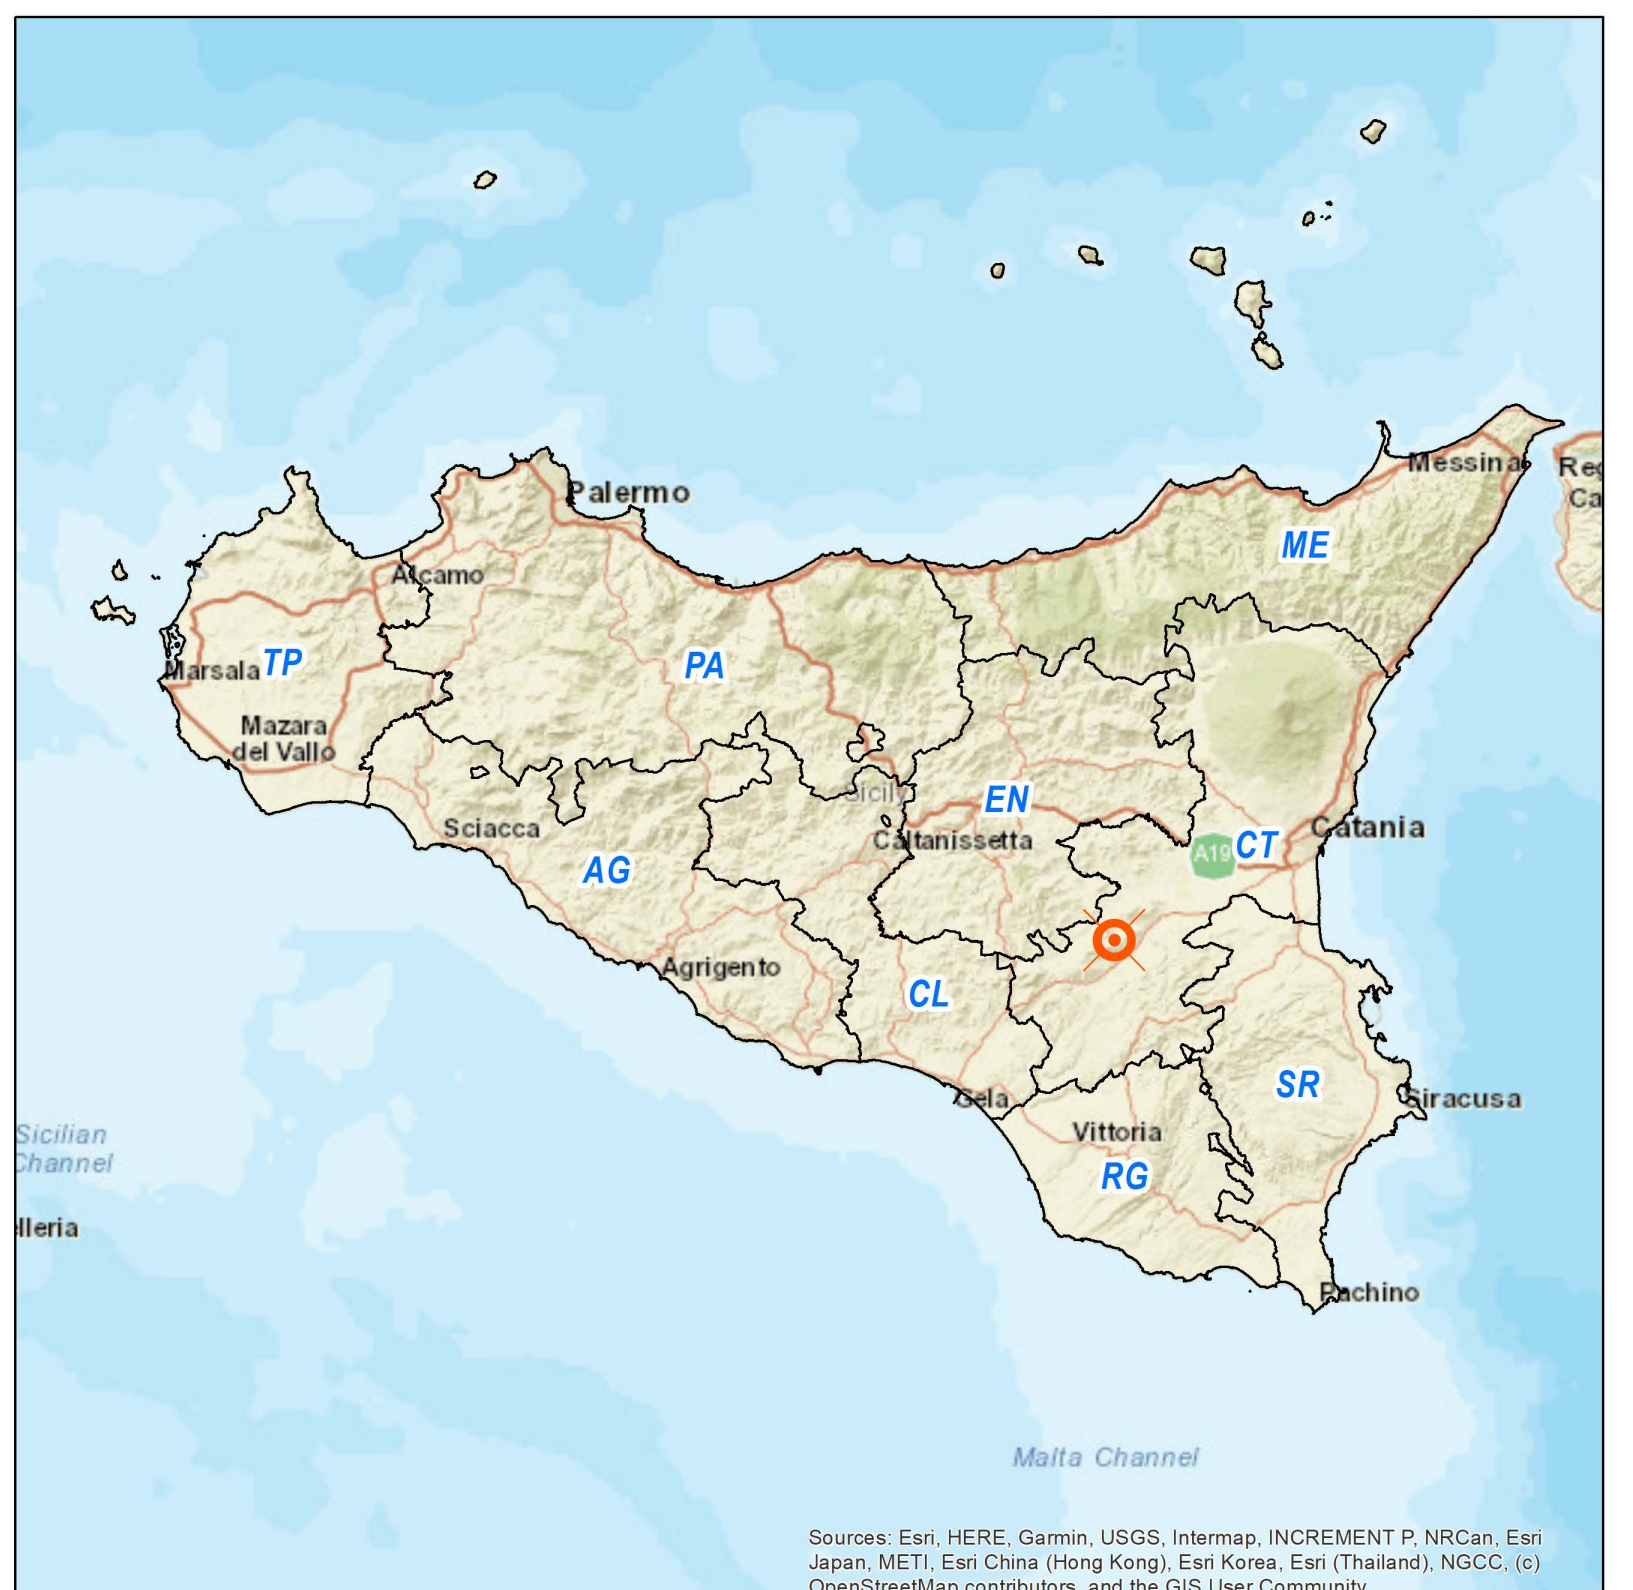 Messina
Reg
Ca
Palermo
ME
Alcamo
TP
PA
Marsala
Mazara
del Vallo
Sicily
EN
Sciacca
Caltanissetta
Catania
A19
CT
AG
Agrigento
CL
SR
Gela
Siracusa
Vittoria
Sicilian
Channel
RG
elleria
Pachino
Malta Channel
Sources: Esri, HERE, Garmin, USGS, Intermap, INCREMENT P, NRCan, Esri
Japan, METI, Esri China (Hong Kong), Esri Korea, Esri (Thailand), NGCC, (c)
OpenStreetMap contributors, and the GIS User Community